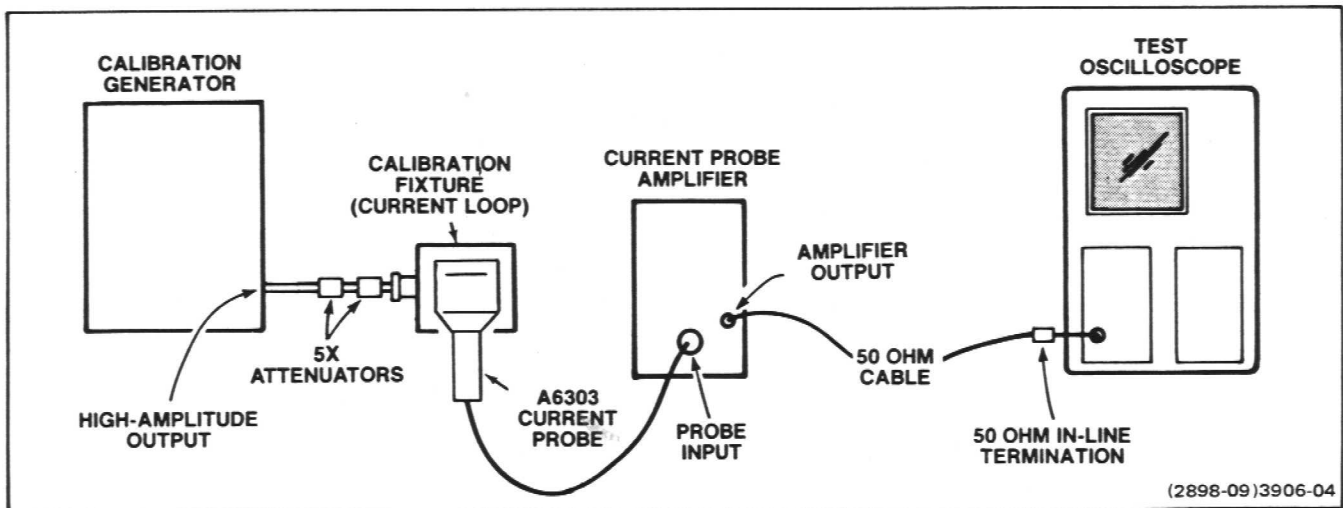 CALIBRATION
GENERATOR
TEST
OSCILLOSCOPE
CALIBRATION
FIXTURE
(CURRENT LOOP)
CURRENT PROBE
AMPLIFIER
AMPLIFIER
OUTPUT
5X
ATTENUATORS
HIGH-AMPLITUDE
OUTPUT
A6303
CURRENT
PROBE
PROBE
INPUT
50 OHM
CABLE
50 OHM IN-LINE
TERMINATION
(2898-09)3906-04